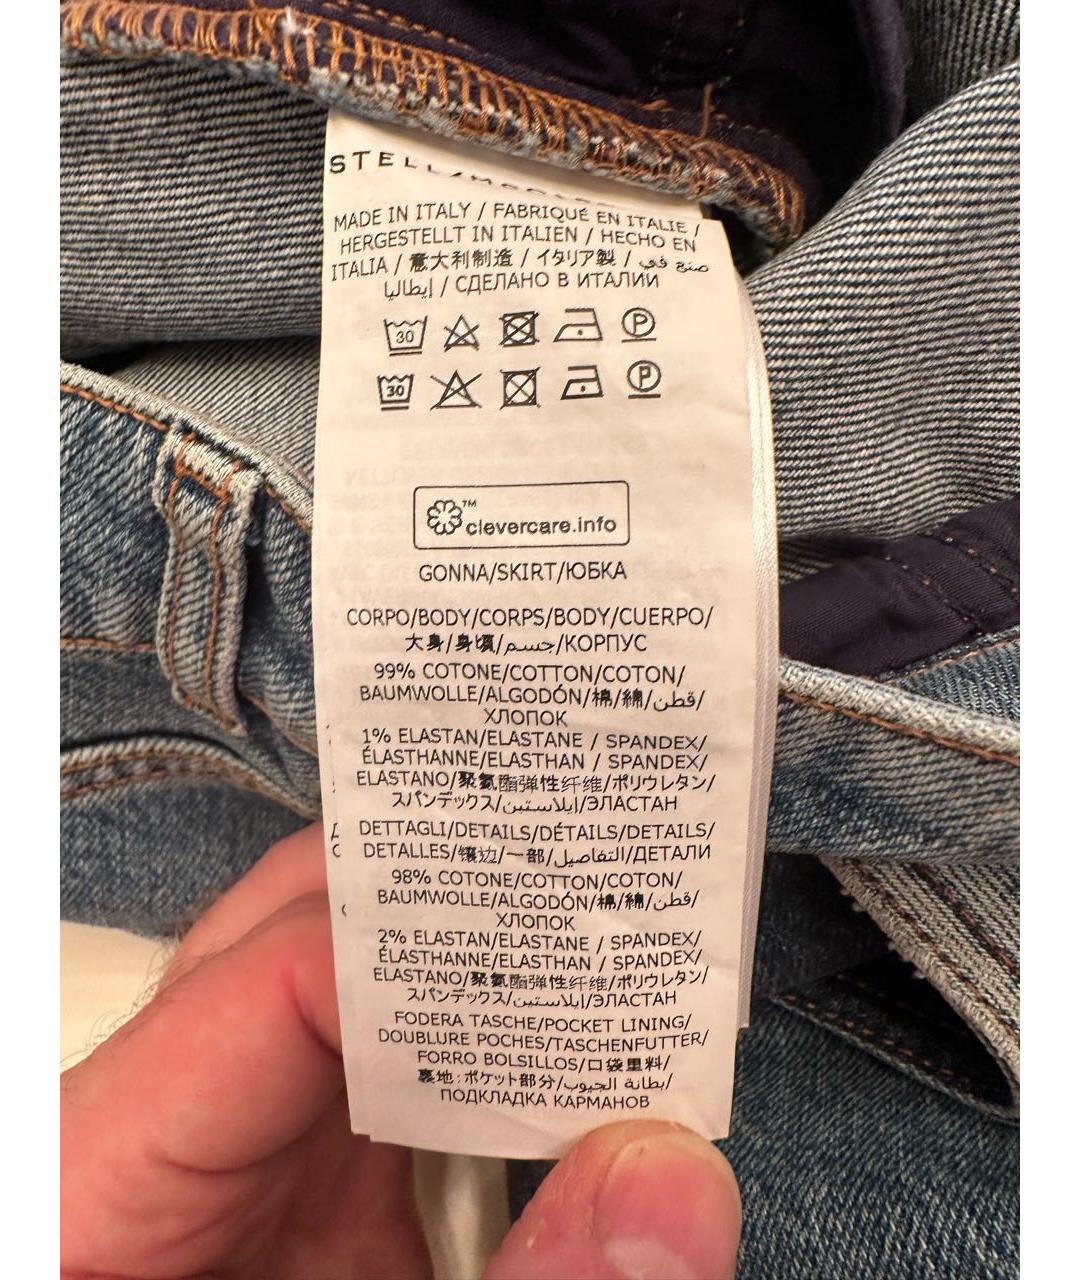 MADE IN ITALY / FABRIQUÉ EN ITALIE /
HERGESTELLT IN ITALIEN / HECHO EN
ITALIA / 意大利制造 / イタリア製 / صنع في
إيطاليا / СДЕЛАНО В ИТАЛИИ
30 P
30 P
™
clevercare.info
GONNA/SKIRT/ЮБКА
CORPO/BODY/CORPS/BODY/CUERPO/
大身/身頃/جسم/КОРПУС
99% COTONE/COTTON/COTON/
BAUMWOLLE/ALGODÓN/棉/綿/قطن/
ХЛОПОК
1% ELASTAN/ELASTANE / SPANDEX/
ÉLASTHANNE/ELASTHAN / SPANDEX/
ELASTANO/聚氨酯弹性纤维/ポリウレタン/
スパンデックス/إيلاستين/ЭЛАСТАН
DETTAGLI/DETAILS/DÉTAILS/DETAILS/
DETALLES/镶边/一部/التفاصيل/ДЕТАЛИ
98% COTONE/COTTON/COTON/
BAUMWOLLE/ALGODÓN/棉/綿/قطن/
ХЛОПОК
2% ELASTAN/ELASTANE / SPANDEX/
ÉLASTHANNE/ELASTHAN / SPANDEX/
ELASTANO/聚氨酯弹性纤维/ポリウレタン/
スパンデックス/إيلاستين/ЭЛАСТАН
FODERA TASCHE/POCKET LINING/
DOUBLURE POCHES/TASCHENFUTTER/
FORRO BOLSILLOS/口袋里料/
裏地:ポケット部分/بطانة الجيوب/
ПОДКЛАДКА КАРМАНОВ